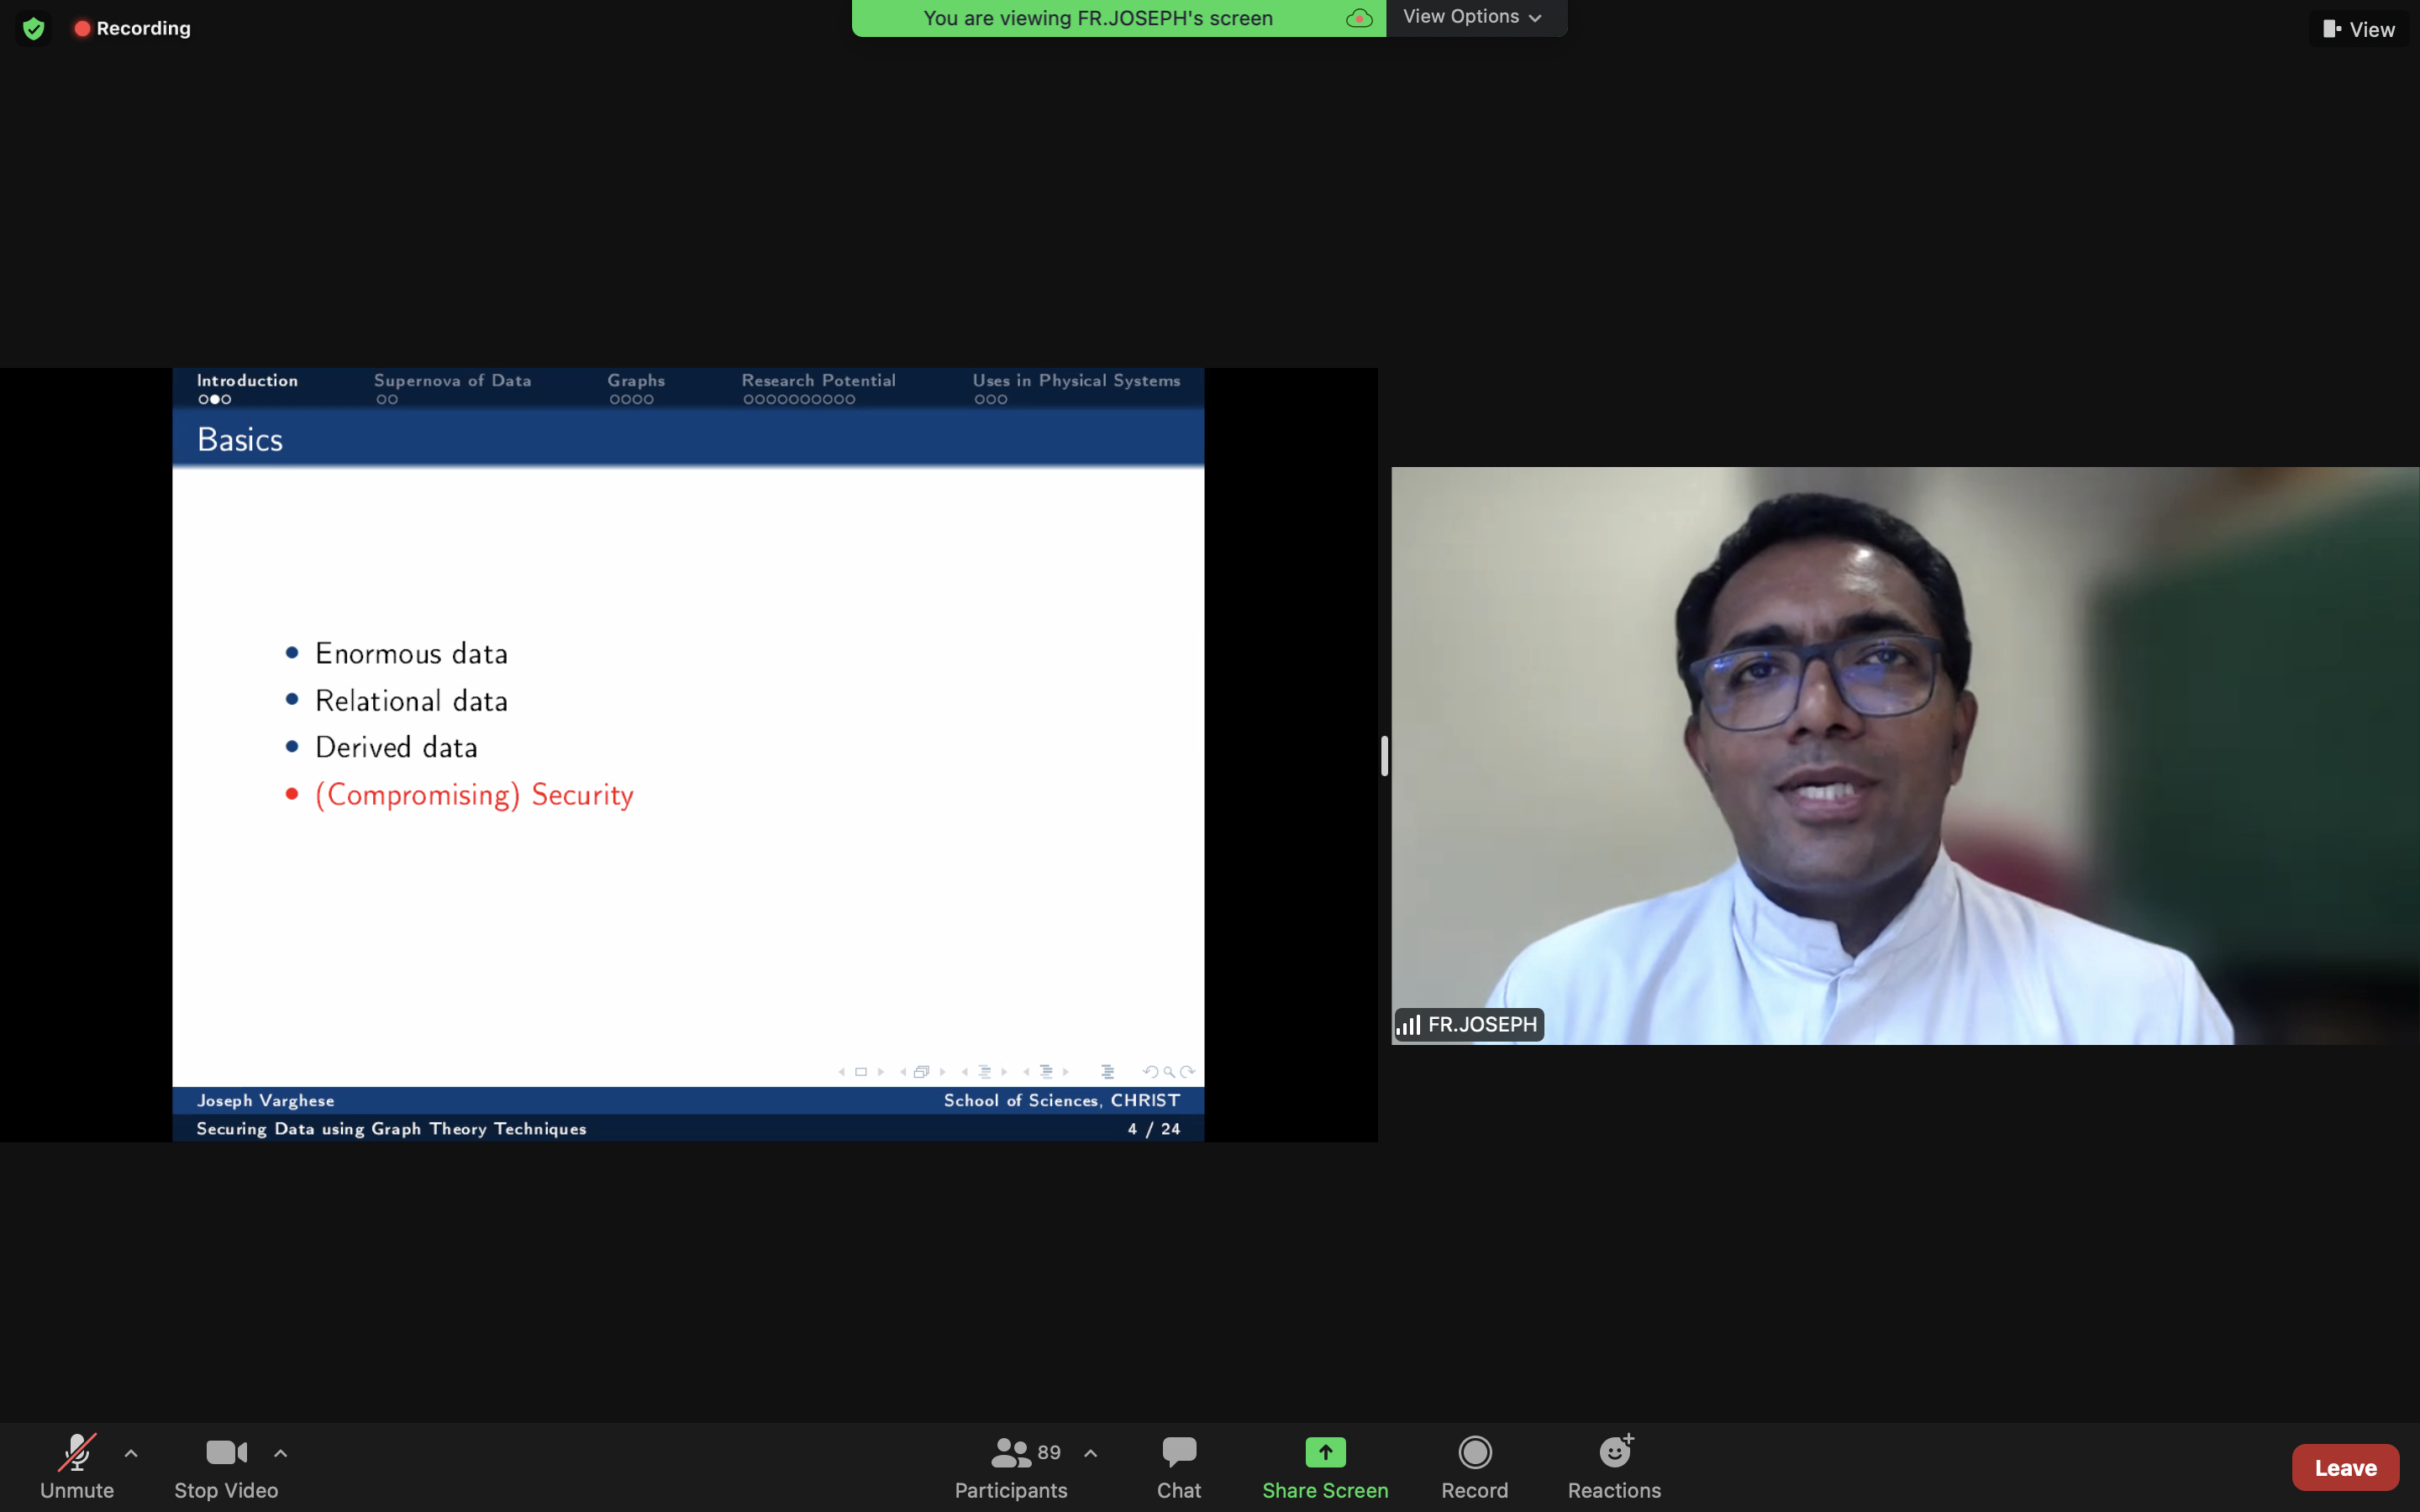 Recording
You are viewing FR.JOSEPH's screen
View Options
View
Introduction
Supernova of Data
Graphs
Research Potential
Uses in Physical Systems
Basics
Enormous data
Relational data
Derived data
(Compromising) Security
Joseph Varghese
School of Sciences, CHRIST
Securing Data using Graph Theory Techniques
4 / 24
FR.JOSEPH
Unmute
Stop Video
89
Participants
Chat
Share Screen
Record
Reactions
Leave